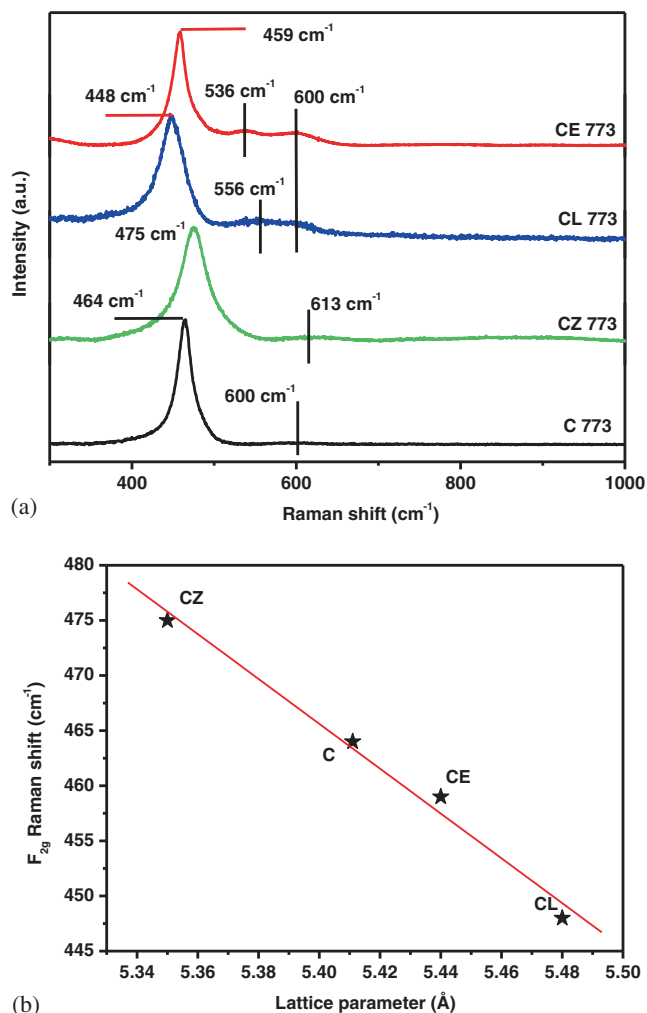 459 cm⁻¹
448 cm⁻¹
536 cm⁻¹
600 cm⁻¹
CE 773
556 cm⁻¹
CL 773
475 cm⁻¹
464 cm⁻¹
613 cm⁻¹
CZ 773
600 cm⁻¹
C 773
Intensity (a.u.)
400 600 800 1000
Raman shift (cm⁻¹)
(a)
480
475
470
465
460
455
450
445
CZ
C
CE
CL
F₂g Raman shift (cm⁻¹)
5.34 5.36 5.38 5.40 5.42 5.44 5.46 5.48 5.50
Lattice parameter (Å)
(b)